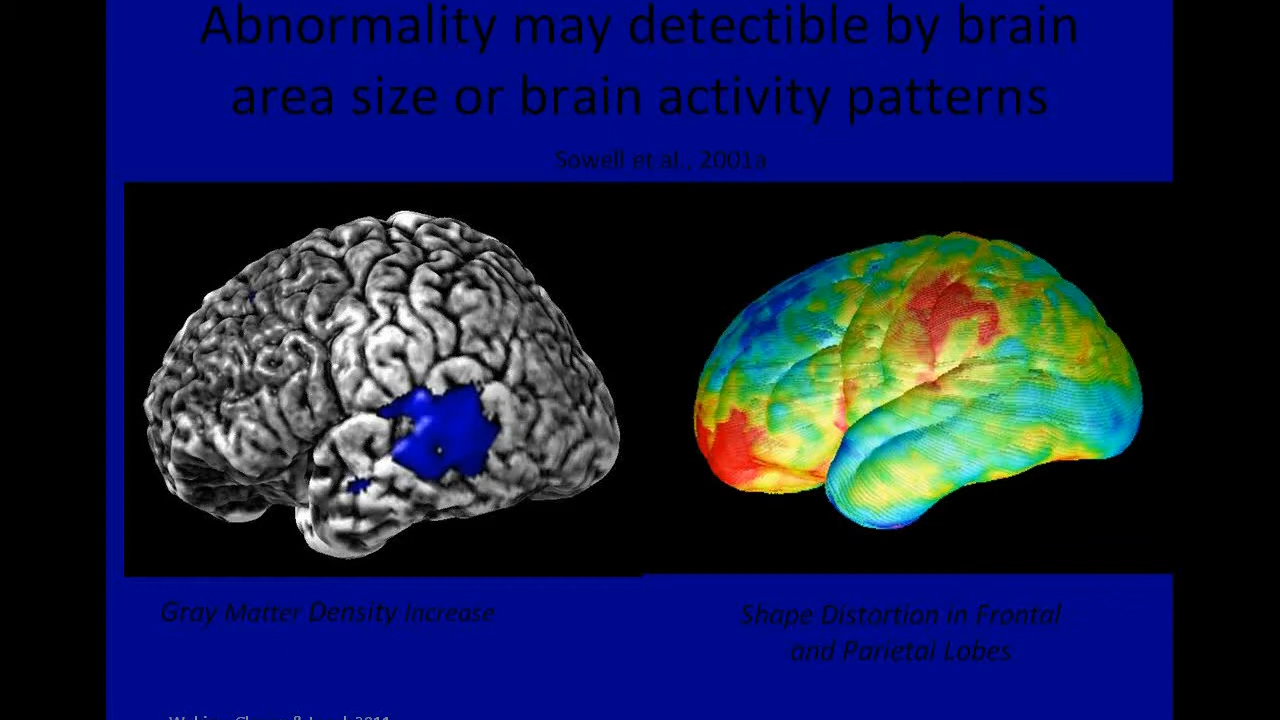 Abnormality may detectible by brain
area size or brain activity patterns
Sowell et al., 2001a
Gray Matter Density Increase
Shape Distortion in Frontal
and Parietal Lobes
2011